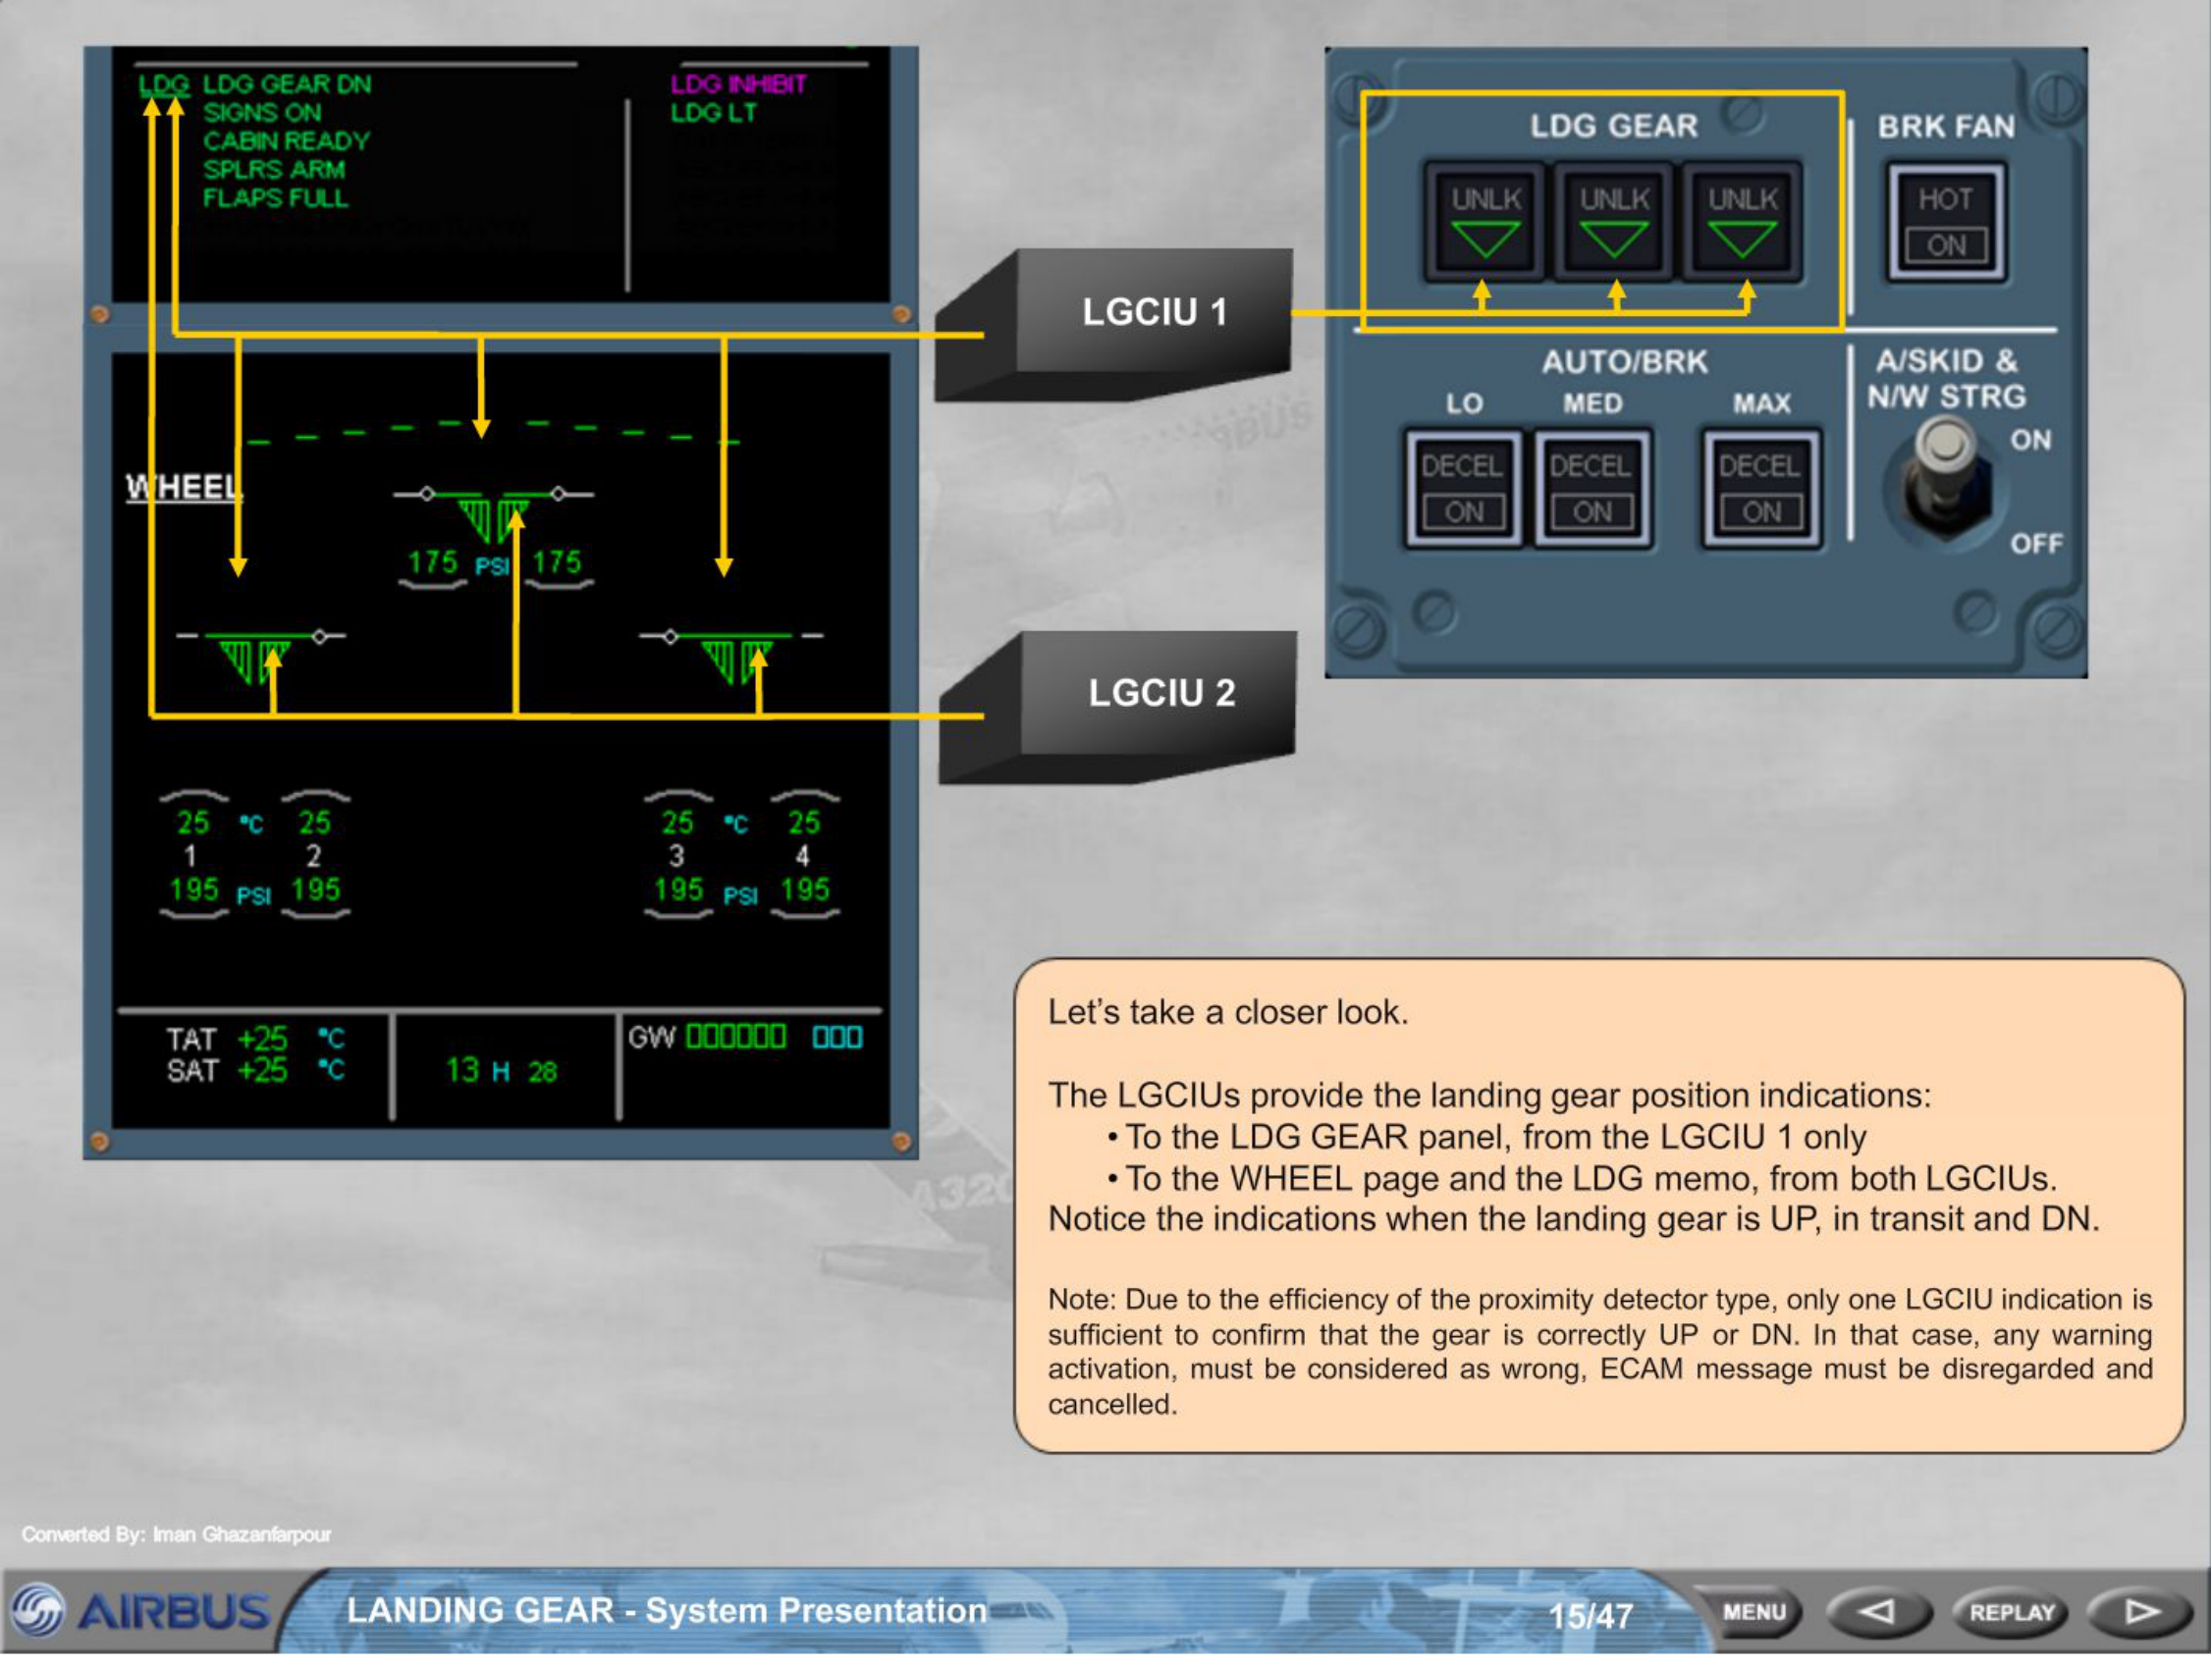 LDG LDG GEAR DN
SIGNS ON
CABIN READY
SPLRS ARM
FLAPS FULL
LDG INHIBIT
LDG LT
WHEEL
175 PSI 175
25 °C 25
1 2
195 PSI 195
25 °C 25
3 4
195 PSI 195
TAT +25 °C
SAT +25 °C
13 H 28
GW
LGCIU 1
LGCIU 2
LDG GEAR
UNLK UNLK UNLK
BRK FAN
HOT
ON
AUTO/BRK
LO MED MAX
DECEL DECEL DECEL
ON ON ON
A/SKID &
N/W STRG
ON
OFF
Let's take a closer look.
The LGCIUs provide the landing gear position indications:
• To the LDG GEAR panel, from the LGCIU 1 only
• To the WHEEL page and the LDG memo, from both LGCIUs.
Notice the indications when the landing gear is UP, in transit and DN.
Note: Due to the efficiency of the proximity detector type, only one LGCIU indication is
sufficient to confirm that the gear is correctly UP or DN. In that case, any warning
activation, must be considered as wrong, ECAM message must be disregarded and
cancelled.
A320
AIRBUS
Converted By: Iman Ghazanfarpour
AIRBUS
LANDING GEAR - System Presentation
15/47
MENU
REPLAY